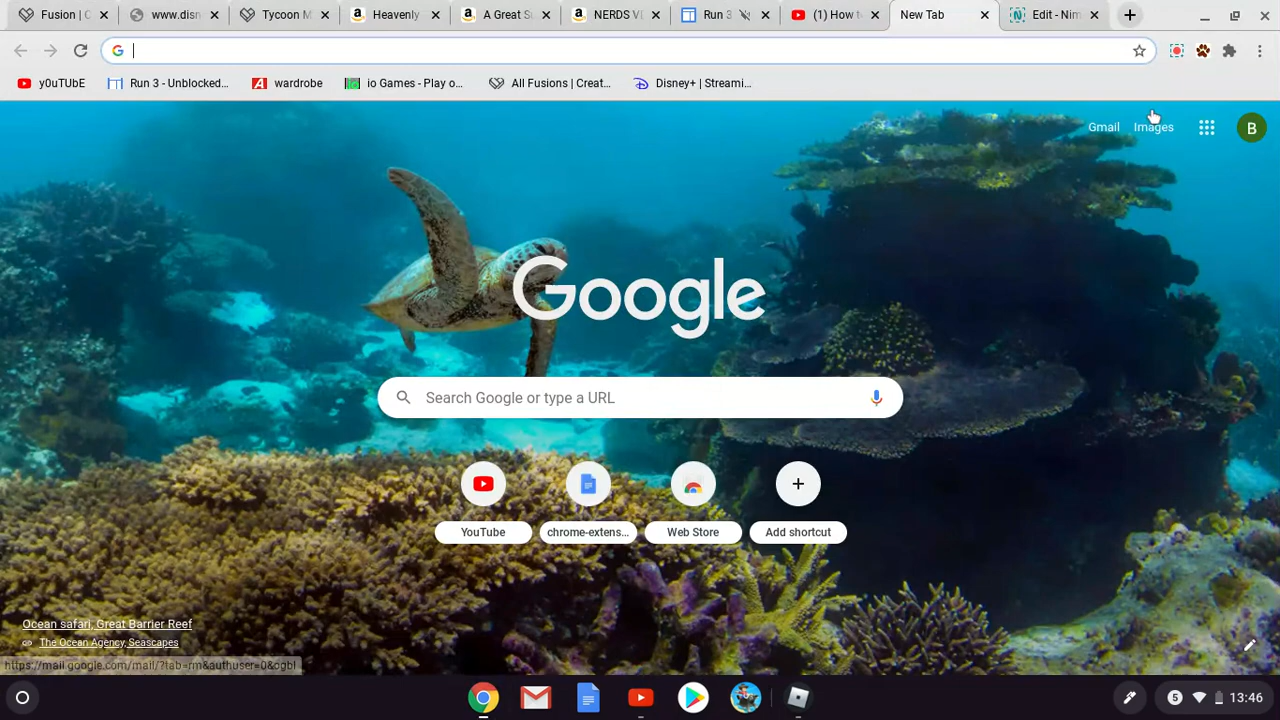 Fusion | C
www.disn
Tycoon M
Heavenly
A Great S
NERDS V
Run 3
(1) How t
New Tab
Edit - Nim
y0uTUbE
Run 3 - Unblocked...
wardrobe
io Games - Play o...
All Fusions | Creat...
Disney+ | Streami...
Gmail
Images
B
Google
Search Google or type a URL
YouTube
chrome-extens...
Web Store
Add shortcut
Ocean safari, Great Barrier Reef
The Ocean Agency, Seascapes
https://mail.google.com/mail/?tab=rm&authuser=0&ogbl
5
13:46